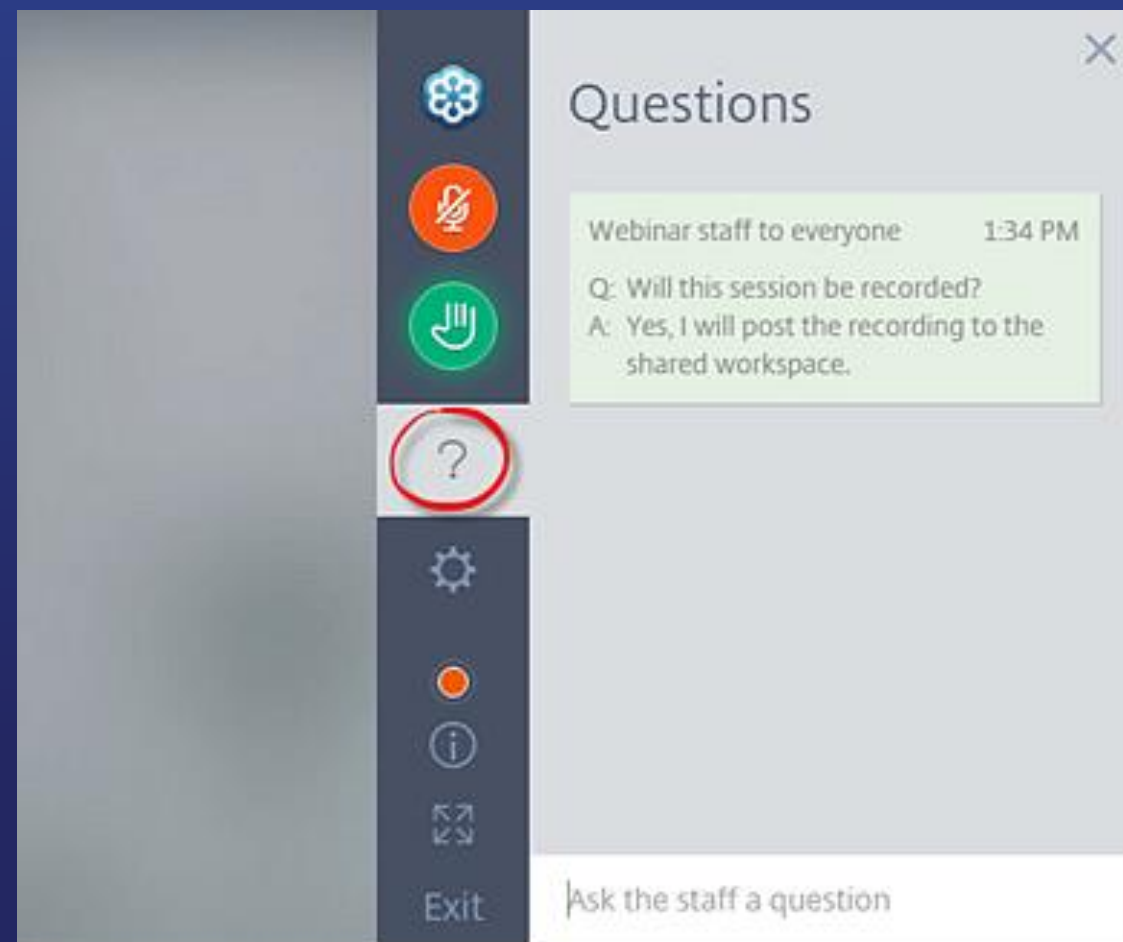 Questions
Webinar staff to everyone 1:34 PM
Q: Will this session be recorded?
A: Yes, I will post the recording to the
shared workspace.
?
Exit
Ask the staff a question